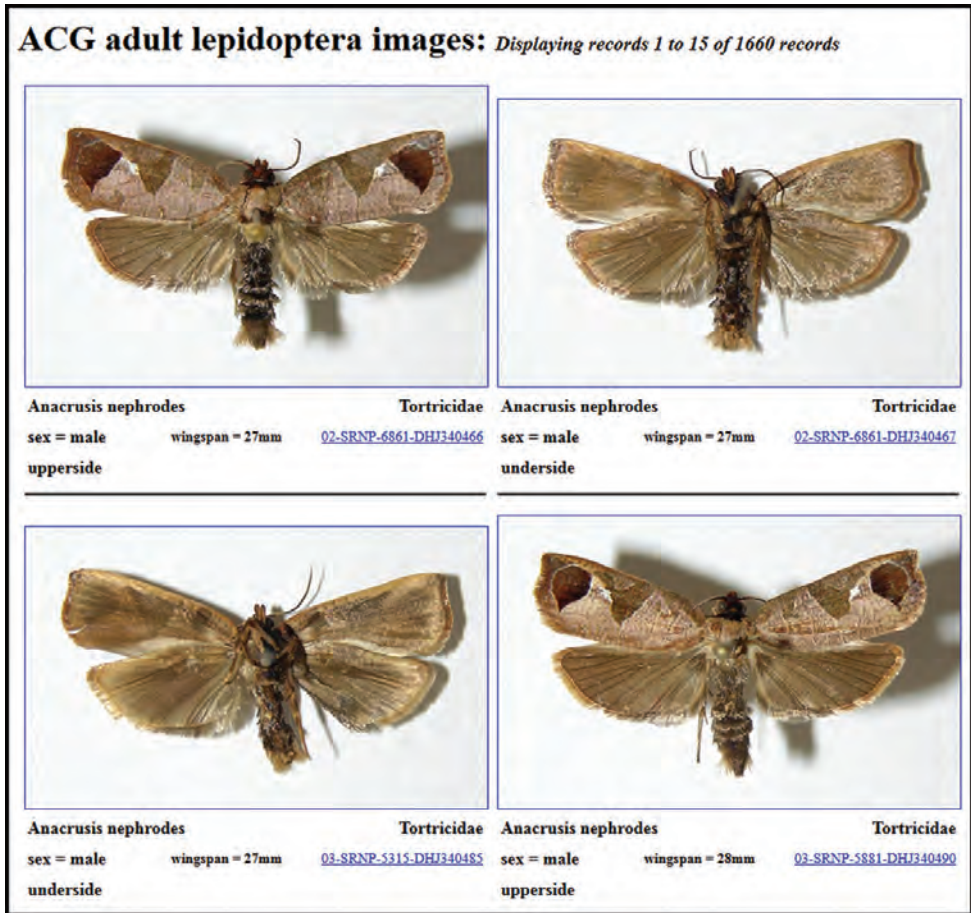 ACG adult lepidoptera images: Displaying records 1 to 15 of 1660 records
Anacrusis nephrodes Tortricidae
sex = male wingspan = 27mm 02-SRNP-6861-DHJ340466
upperside
Anacrusis nephrodes Tortricidae
sex = male wingspan = 27mm 02-SRNP-6861-DHJ340467
underside
Anacrusis nephrodes Tortricidae
sex = male wingspan = 27mm 03-SRNP-5315-DHJ340485
underside
Anacrusis nephrodes Tortricidae
sex = male wingspan = 28mm 03-SRNP-5881-DHJ340490
upperside